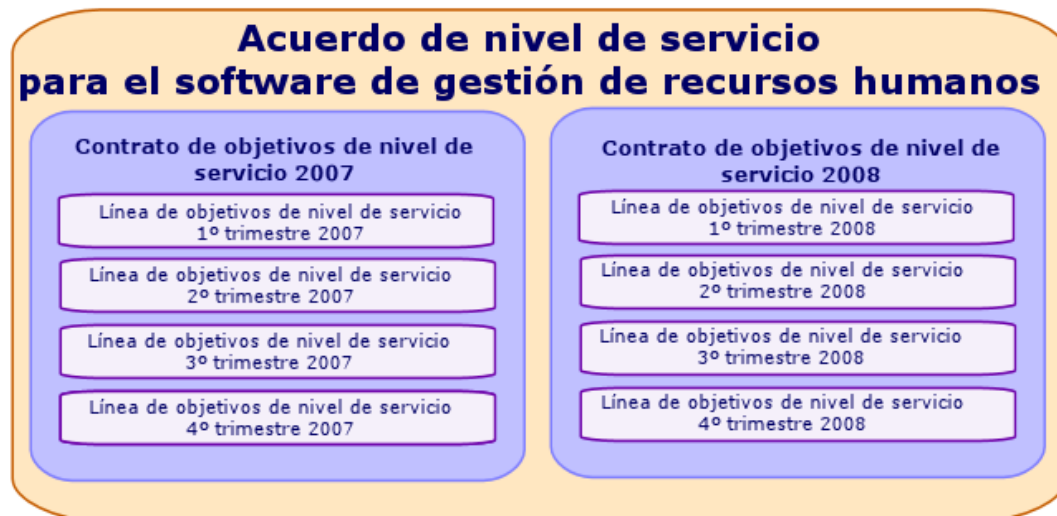 Acuerdo de nivel de servicio
para el software de gestión de recursos humanos
Contrato de objetivos de nivel de
servicio 2007
Línea de objetivos de nivel de servicio
1º trimestre 2007
Línea de objetivos de nivel de servicio
2º trimestre 2007
Línea de objetivos de nivel de servicio
3º trimestre 2007
Línea de objetivos de nivel de servicio
4º trimestre 2007
Contrato de objetivos de nivel de
servicio 2008
Línea de objetivos de nivel de servicio
1º trimestre 2008
Línea de objetivos de nivel de servicio
2º trimestre 2008
Línea de objetivos de nivel de servicio
3º trimestre 2008
Línea de objetivos de nivel de servicio
4º trimestre 2008